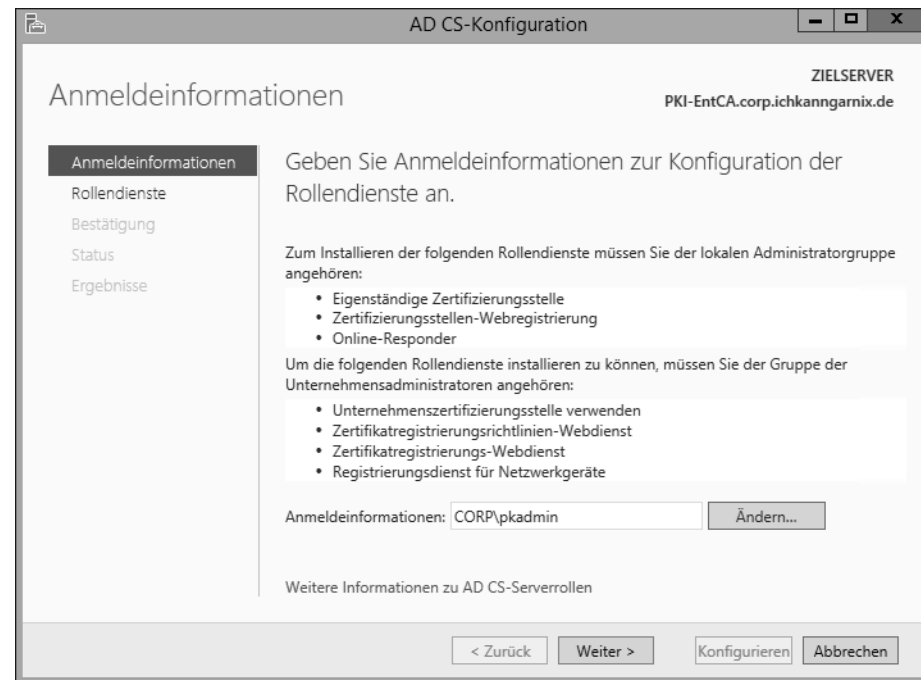 AD CS-Konfiguration
Anmeldeinformationen
ZIELSERVER
PKI-EntCA.corp.ichkanngarnix.de
Anmeldeinformationen
Rollendienste
Bestätigung
Status
Ergebnisse
Geben Sie Anmeldeinformationen zur Konfiguration der
Rollendienste an.
Zum Installieren der folgenden Rollendienste müssen Sie der lokalen Administratorgruppe
angehören:
• Eigenständige Zertifizierungsstelle
• Zertifizierungsstellen-Webregistrierung
• Online-Responder
Um die folgenden Rollendienste installieren zu können, müssen Sie der Gruppe der
Unternehmensadministratoren angehören:
• Unternehmenszertifizierungsstelle verwenden
• Zertifikatregistrierungsrichtlinien-Webdienst
• Zertifikatregistrierungs-Webdienst
• Registrierungsdienst für Netzwerkgeräte
Anmeldeinformationen: CORP\pkadmin Ändern...
Weitere Informationen zu AD CS-Serverrollen
< Zurück Weiter > Konfigurieren Abbrechen